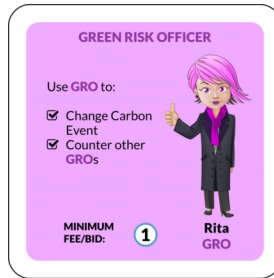 GREEN RISK OFFICER
Use GRO to:
Change Carbon
Event
Counter other
GROs
MINIMUM
FEE/BID:
1
Rita
GRO